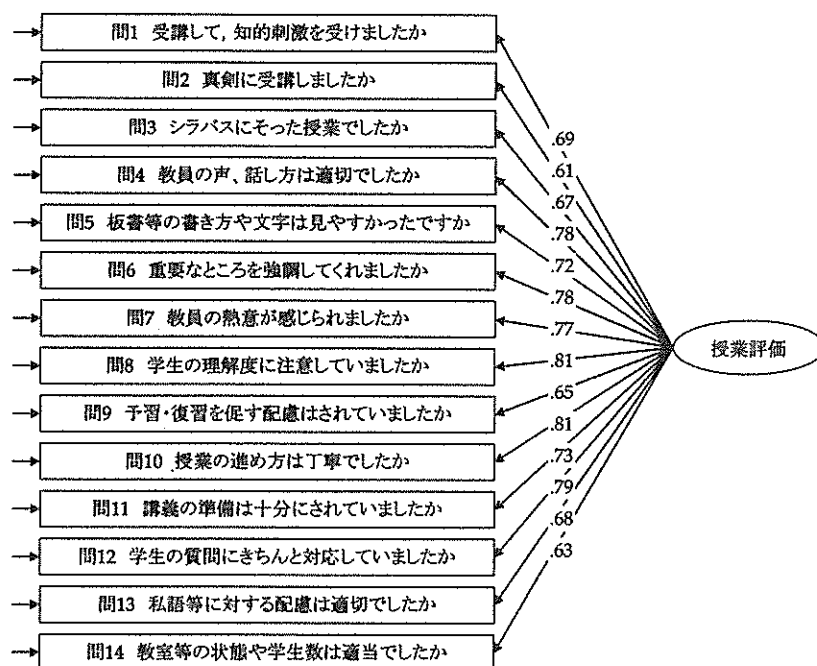 問1 受講して, 知的刺激を受けましたか
問2 真剣に受講しましたか
問3 シラバスにそった授業でしたか
問4 教員の声、話し方は適切でしたか
問5 板書等の書き方や文字は見やすかったですか
問6 重要なところを強調してくれましたか
問7 教員の熱意が感じられましたか
問8 学生の理解度に注意していましたか
問9 予習・復習を促す配慮はされていましたか
問10 授業の進め方は丁寧でしたか
問11 講義の準備は十分にされていましたか
問12 学生の質問にきちんと対応していましたか
問13 私語等に対する配慮は適切でしたか
問14 教室等の状態や学生数は適当でしたか
.69
.61
.67
.78
.72
.78
.77
.81
.65
.81
.73
.79
.68
.63
授業評価